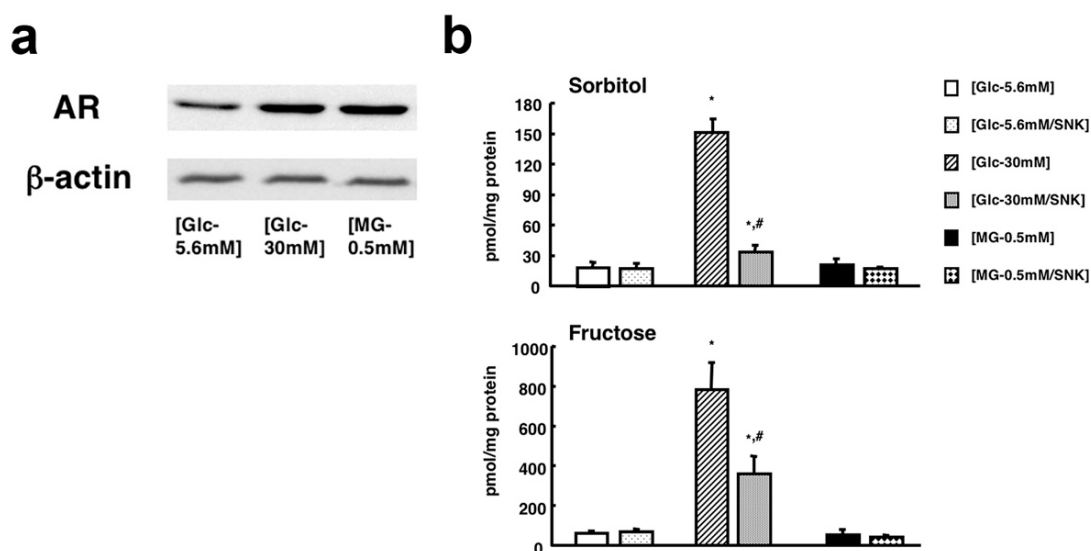 a
AR
β-actin
[Glc-
5.6mM]
[Glc-
30mM]
[MG-
0.5mM]
b
Sorbitol
pmol/mg protein
180
150
120
90
60
30
0
*
*,#
[Glc-5.6mM]
[Glc-5.6mM/SNK]
[Glc-30mM]
[Glc-30mM/SNK]
[MG-0.5mM]
[MG-0.5mM/SNK]
Fructose
pmol/mg protein
1000
800
600
400
200
0
*
*,#